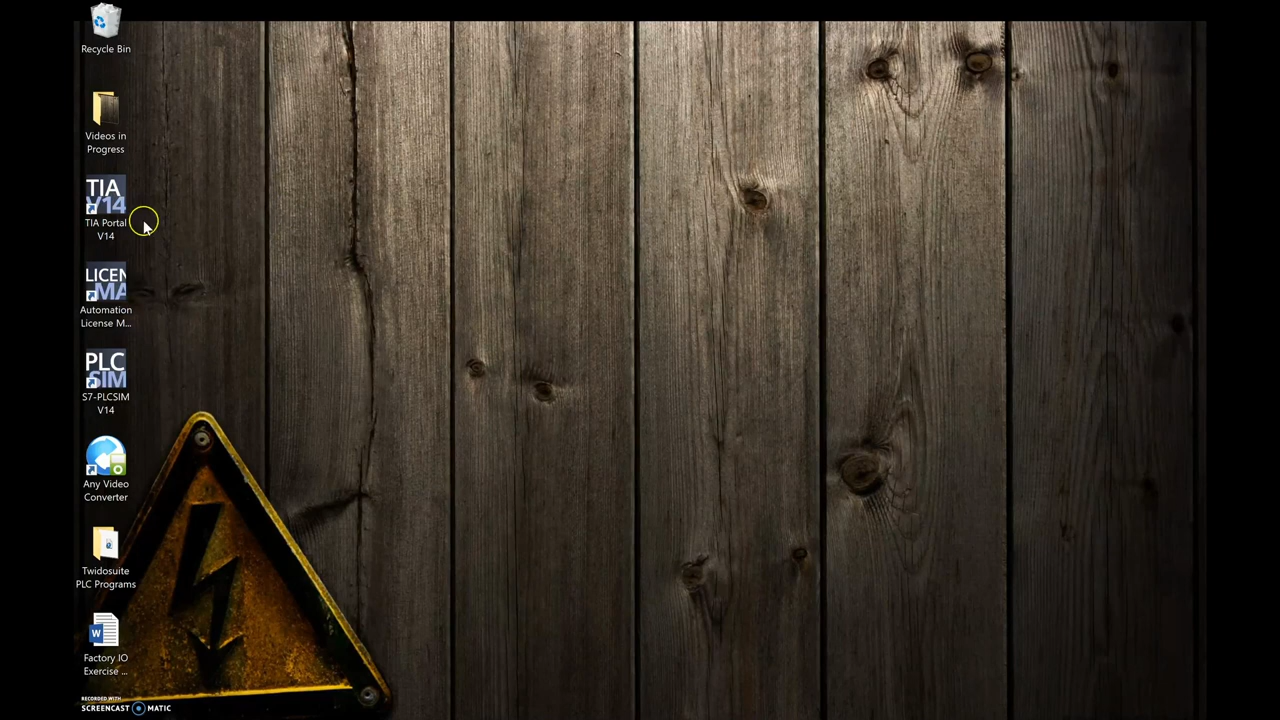 Recycle Bin
Videos in
Progress
TIA
V14
TIA Portal
V14
LICEN
MA
Automation
License M...
PLC
SIM
S7-PLCSIM
V14
Any Video
Converter
Twidosuite
PLC Programs
W
Factory IO
Exercise ...
RECORDED WITH
SCREENCAST MATIC